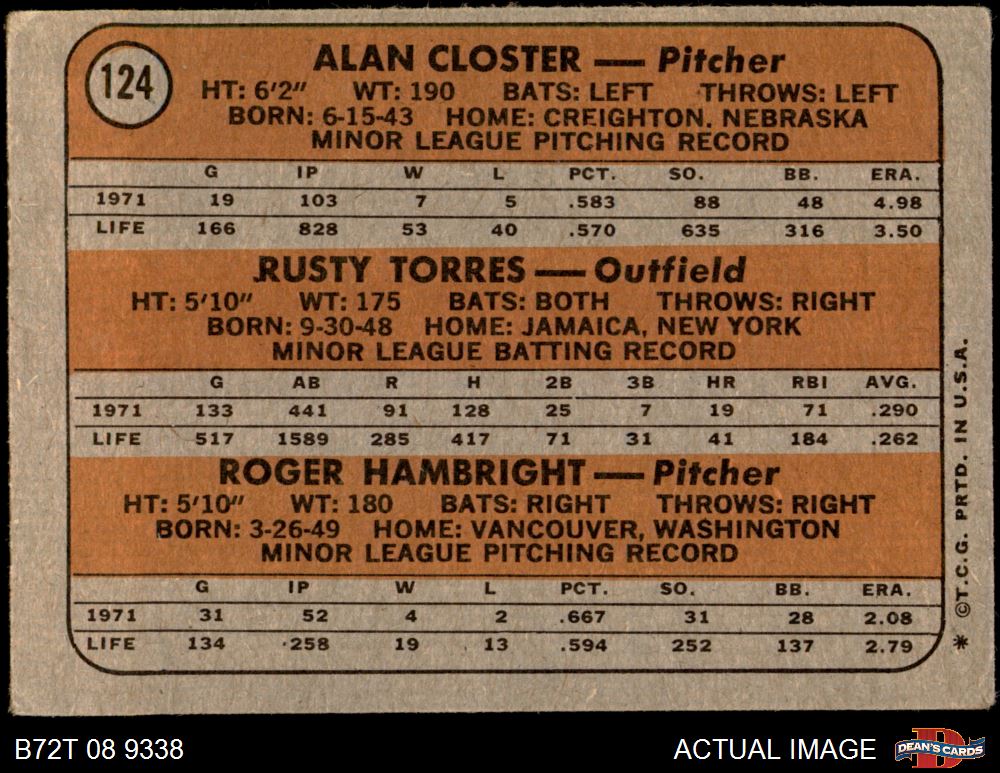 124
ALAN CLOSTER — Pitcher
HT: 6'2" WT: 190 BATS: LEFT THROWS: LEFT
BORN: 6-15-43 HOME: CREIGHTON. NEBRASKA
MINOR LEAGUE PITCHING RECORD
G IP W L PCT. SO. BB. ERA.
1971 19 103 7 5 .583 88 48 4.98
LIFE 166 828 53 40 .570 635 316 3.50
RUSTY TORRES — Outfield
HT: 5'10" WT: 175 BATS: BOTH THROWS: RIGHT
BORN: 9-30-48 HOME: JAMAICA, NEW YORK
MINOR LEAGUE BATTING RECORD
G AB R H 2B 3B HR RBI AVG.
1971 133 441 91 128 25 7 19 71 .290
LIFE 517 1589 285 417 71 31 41 184 .262
ROGER HAMBRIGHT — Pitcher
HT: 5'10" WT: 180 BATS: RIGHT THROWS: RIGHT
BORN: 3-26-49 HOME: VANCOUVER, WASHINGTON
MINOR LEAGUE PITCHING RECORD
G IP W L PCT. SO. BB. ERA.
1971 31 52 4 2 .667 31 28 2.08
LIFE 134 258 19 13 .594 252 137 2.79
* ©T.C.G. PRTD. IN U.S.A.
B72T 08 9338 ACTUAL IMAGE
D
DEAN'S CARDS